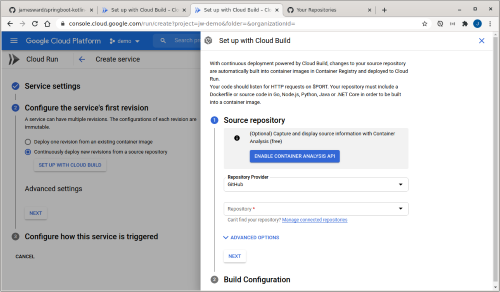 Set up with Cloud Build - Cl
Set up with Cloud Build - Cl
Your Repositories
console.cloud.google.com/run/create?project=jw-demo&folder=&organizationId=
Google Cloud Platform
demo
Search pro
Cloud Run
Create service
Service settings
2
Configure the service's first revision
A service can have multiple revisions. The configurations of each revision are
immutable.
Deploy one revision from an existing container image
Continuously deploy new revisions from a source repository
SET UP WITH CLOUD BUILD
Advanced settings
NEXT
3
Configure how this service is triggered
CANCEL
Set up with Cloud Build
With continuous deployment powered by Cloud Build, changes to your source repository
are automatically built into container images in Container Registry and deployed to Cloud
Run.
Your code should listen for HTTP requests on $PORT. Your repository must include a
Dockerfile or source code in Go, Node.js, Python, Java or .NET Core in order to be built
into a container image.
1
Source repository
(Optional) Capture and display source information with Container
Analysis (free)
ENABLE CONTAINER ANALYSIS API
Repository Provider
GitHub
Repository *
Can't find your repository? Manage connected repositories
ADVANCED OPTIONS
NEXT
2
Build Configuration